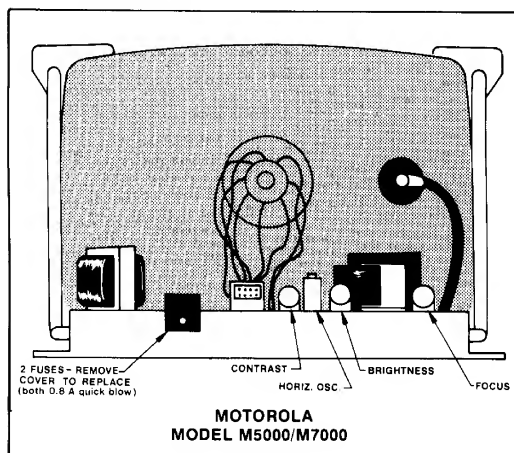 2 FUSES - REMOVE
COVER TO REPLACE
(both 0.8 A quick blow)
CONTRAST
HORIZ. OSC.
BRIGHTNESS
FOCUS
MOTOROLA
MODEL M5000/M7000